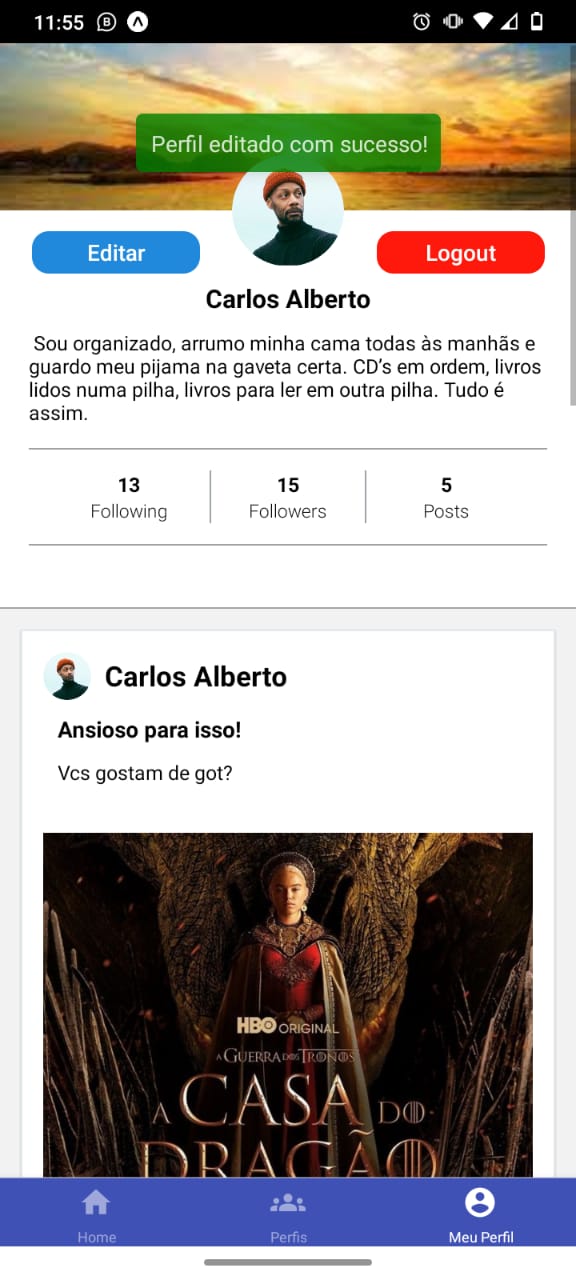 11:55
Perfil editado com sucesso!
Editar
Logout
Carlos Alberto
Sou organizado, arrumo minha cama todas às manhãs e
guardo meu pijama na gaveta certa. CD’s em ordem, livros
lidos numa pilha, livros para ler em outra pilha. Tudo é
assim.
13
Following
15
Followers
5
Posts
Carlos Alberto
Ansioso para isso!
Vcs gostam de got?
HBO ORIGINAL
A GUERRA DOS TRONOS
A CASA DO
DRAGÃO
Home
Perfis
Meu Perfil